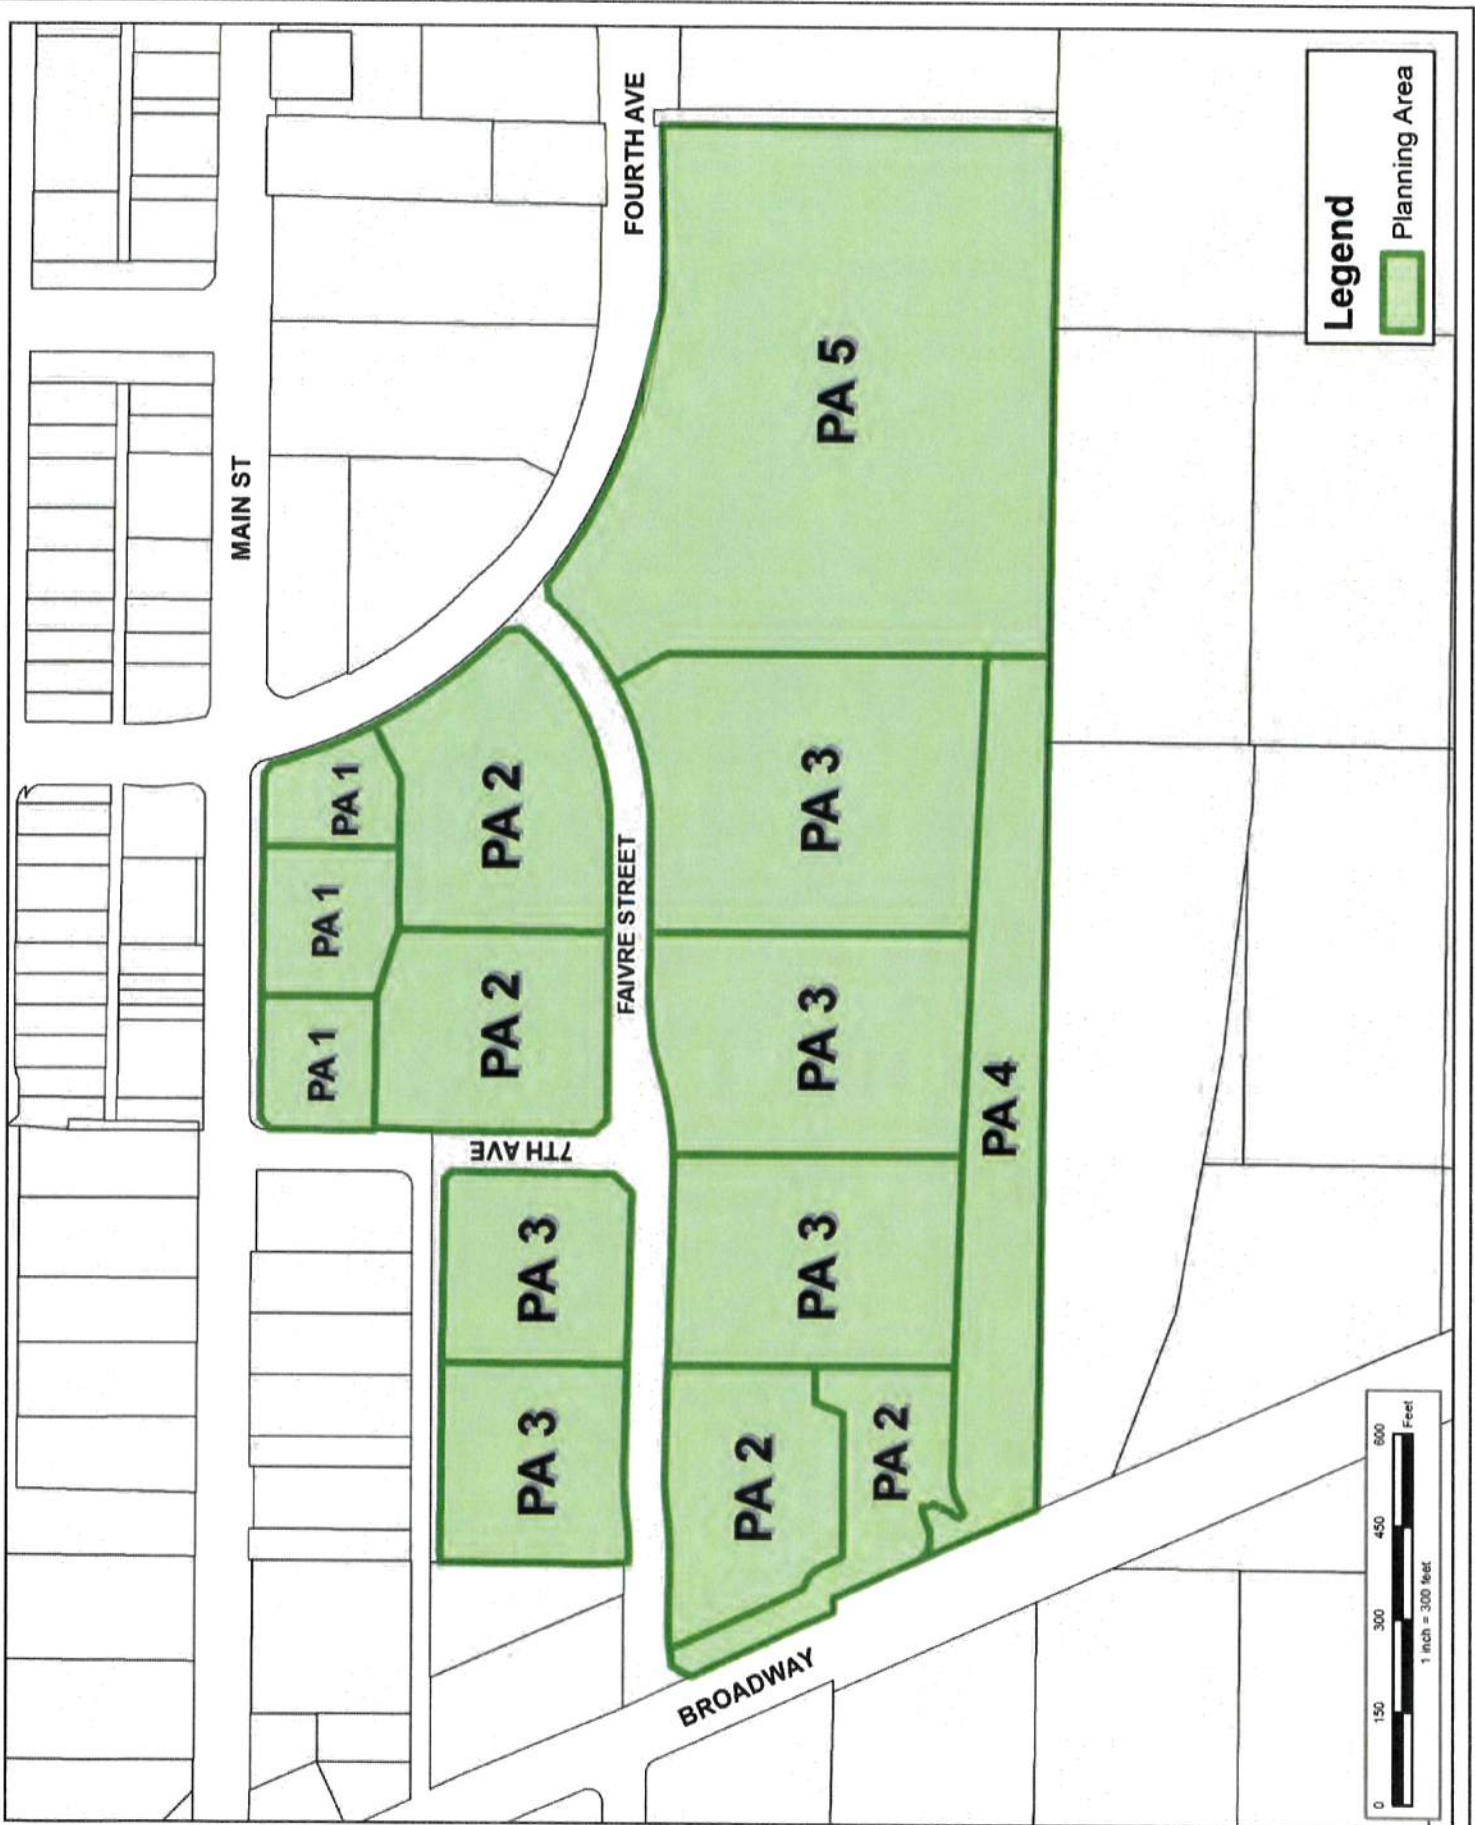 MAIN ST
FOURTH AVE
PA 1
PA 1
PA 1
PA 2
PA 2
7TH AVE
FAIVRE STREET
PA 3
PA 3
PA 5
PA 3
PA 3
PA 3
PA 2
PA 2
PA 4
BROADWAY
Legend
Planning Area
0 150 300 450 600
Feet
1 inch = 300 feet